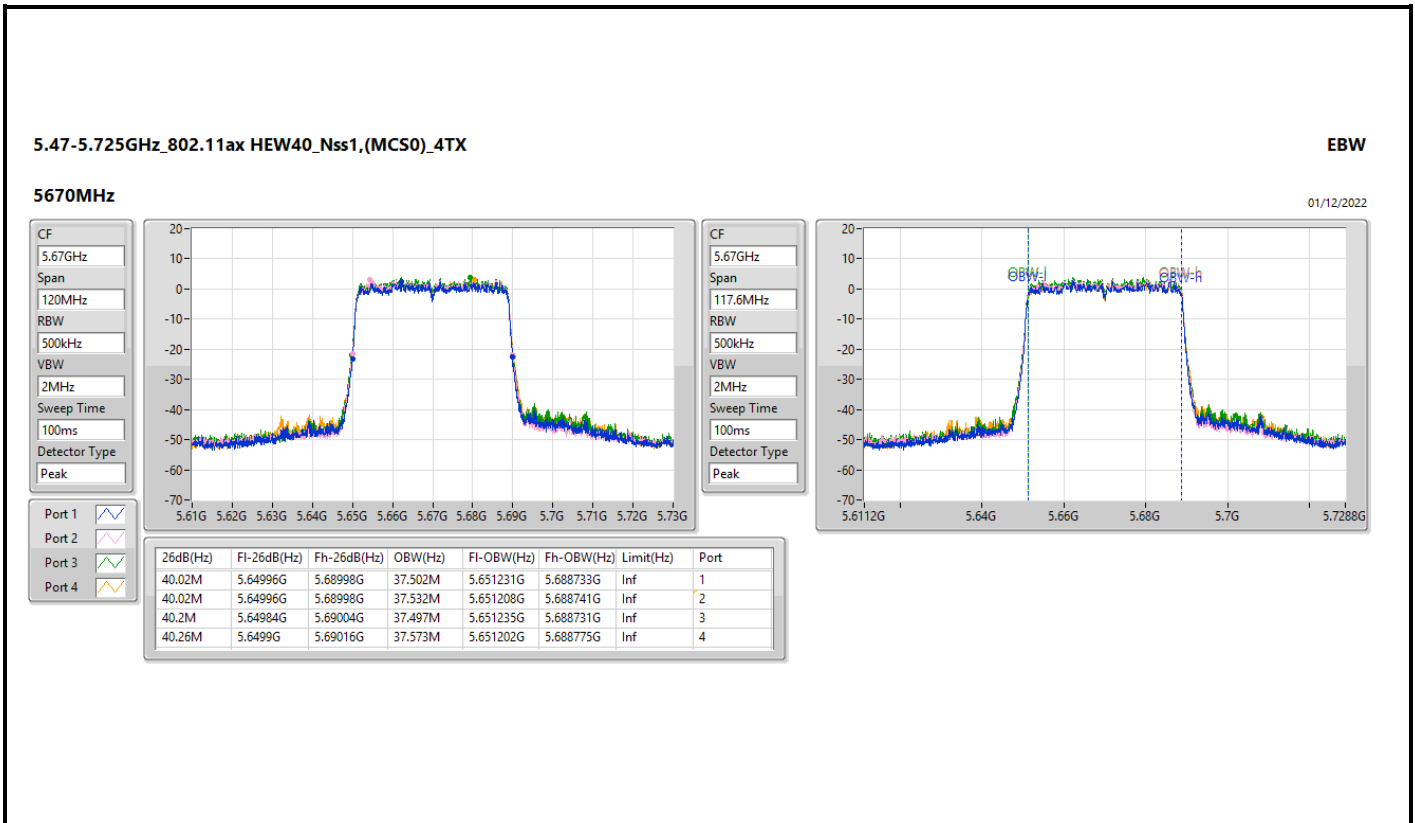 5.47-5.725GHz_802.11ax HEW40_Nss1,(MCS0)_4TX EBW
5670MHz 01/12/2022
CF
5.67GHz
Span
120MHz
RBW
500kHz
VBW
2MHz
Sweep Time
100ms
Detector Type
Peak
Port 1
Port 2
Port 3
Port 4
20
10
0
-10
-20
-30
-40
-50
-60
-70
5.61G 5.62G 5.63G 5.64G 5.65G 5.66G 5.67G 5.68G 5.69G 5.7G 5.71G 5.72G 5.73G
CF
5.67GHz
Span
117.6MHz
RBW
500kHz
VBW
2MHz
Sweep Time
100ms
Detector Type
Peak
20
10
0
-10
-20
-30
-40
-50
-60
-70
OBW-l OBW-h
5.6112G 5.64G 5.66G 5.68G 5.7G 5.7288G
26dB(Hz) Fl-26dB(Hz) Fh-26dB(Hz) OBW(Hz) Fl-OBW(Hz) Fh-OBW(Hz) Limit(Hz) Port
40.02M 5.64996G 5.68998G 37.502M 5.651231G 5.688733G Inf 1
40.02M 5.64996G 5.68998G 37.532M 5.651208G 5.688741G Inf 2
40.2M 5.64984G 5.69004G 37.497M 5.651235G 5.688731G Inf 3
40.26M 5.6499G 5.69016G 37.573M 5.651202G 5.688775G Inf 4